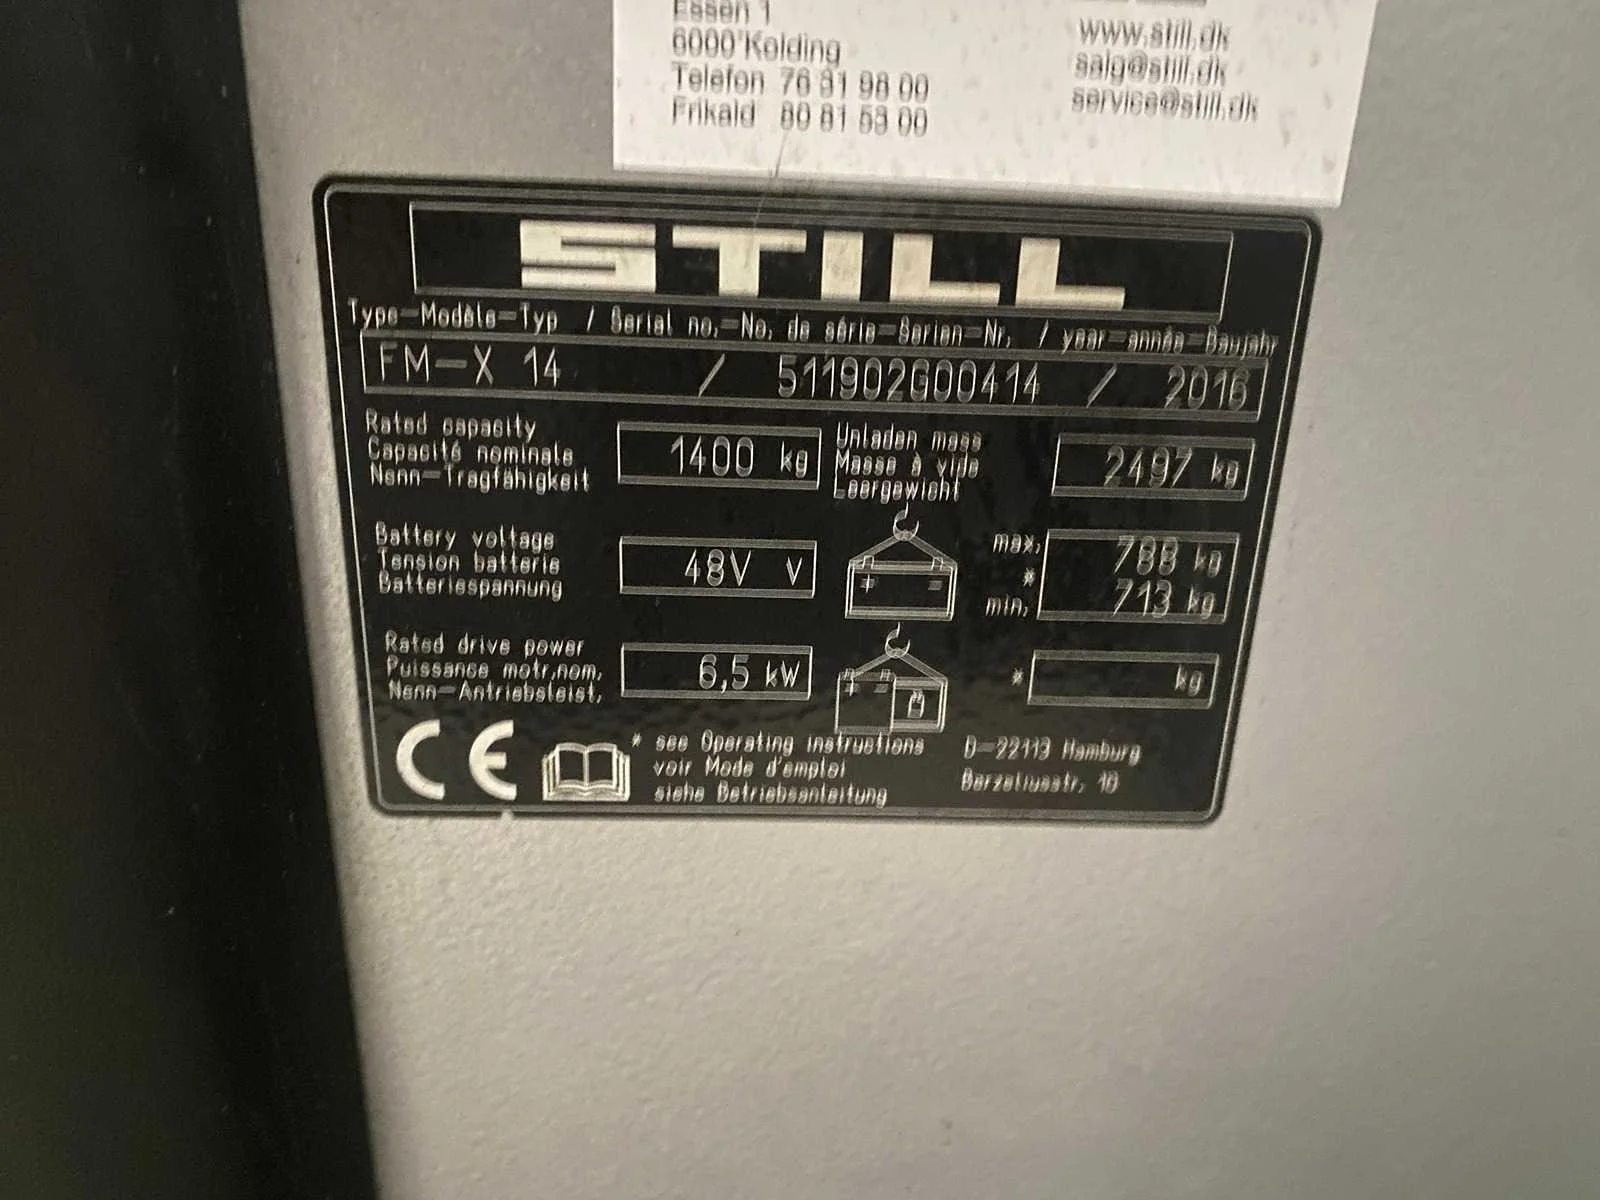 Essen 1
6000 Kolding
Telefon 76 81 98 00
Frikald 80 81 53 00
www.still.dk
salg@still.dk
service@still.dk
STILL
Type-Modèle-Typ / Serial no.-No. de série-Serien-Nr. / year-année-Baujahr
FM-X 14 / 511902G00414 / 2016
Rated capacity
Capacité nominale
Nenn-Tragfähigkeit
1400 kg
Unladen mass
Masse à vide
Leergewicht
2497 kg
Battery voltage
Tension batterie
Batteriespannung
48V V
max.
*
min.
788 kg
713 kg
Rated drive power
Puissance motr.nom.
Nenn-Antriebsleist.
6,5 kW
* kg
CE
* see Operating instructions
voir Mode d'emploi
siehe Betriebsanleitung
D-22113 Hamburg
Berzeliusstr. 10